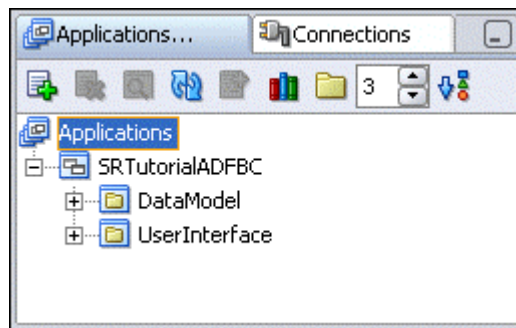 Applications... Connections
3
Applications
SRTutorialADFBC
DataModel
UserInterface